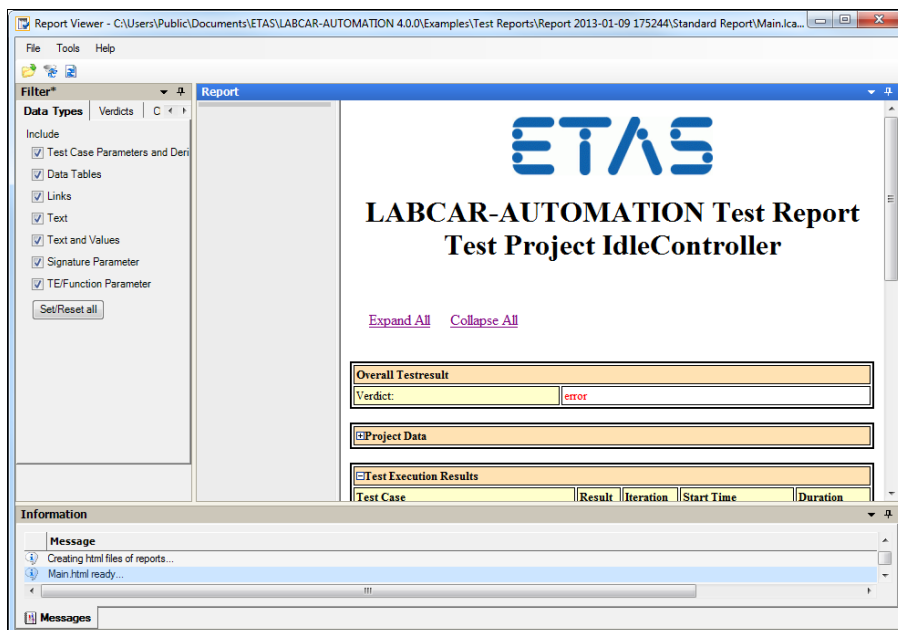 Report Viewer - C:\Users\Public\Documents\ETAS\LABCAR-AUTOMATION 4.0.0\Examples\Test Reports\Report 2013-01-09 175244\Standard Report\Main.lca...
File Tools Help
Filter*
Data Types Verdicts C
Include
Test Case Parameters and Deri
Data Tables
Links
Text
Text and Values
Signature Parameter
TE/Function Parameter
Set/Reset all
Report
ETAS
LABCAR-AUTOMATION Test Report
Test Project IdleController
Expand All Collapse All
Overall Testresult
Verdict: error
Project Data
Test Execution Results
Test Case Result Iteration Start Time Duration
Information
Message
Creating html files of reports...
Main.html ready...
Messages